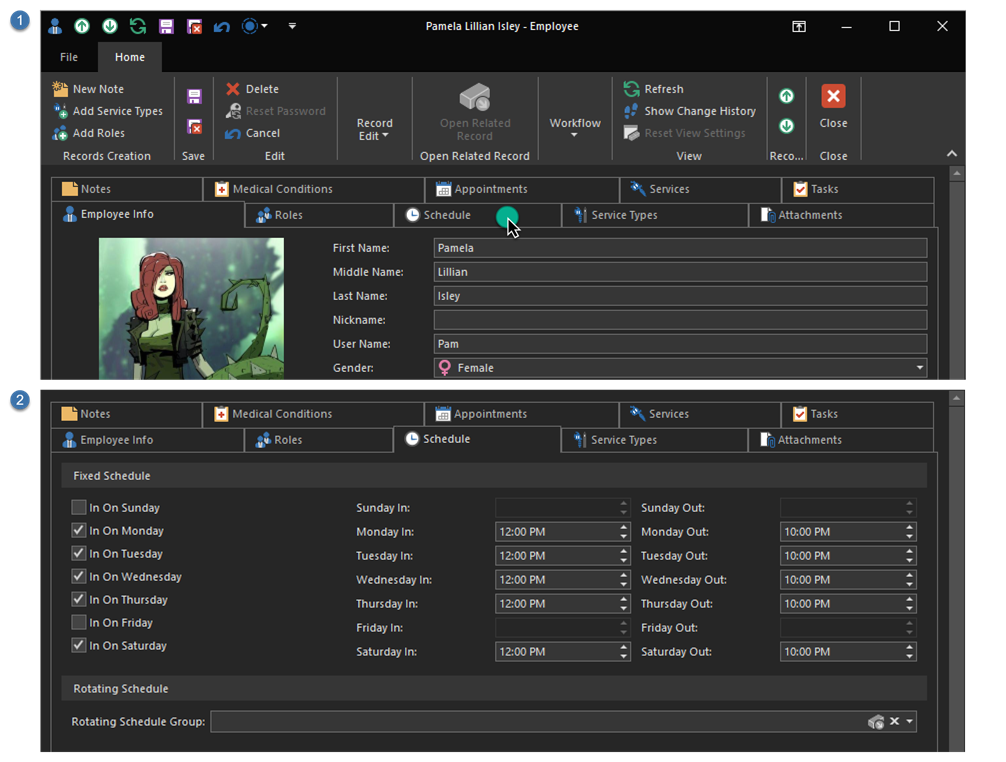 1
Pamela Lillian Isley - Employee
File Home
New Note
Add Service Types
Add Roles
Records Creation
Save
Delete
Reset Password
Cancel
Edit
Record
Edit
Open Related
Record
Open Related Record
Workflow
Refresh
Show Change History
Reset View Settings
View
Reco...
Close
Close
Notes Medical Conditions Appointments Services Tasks
Employee Info Roles Schedule Service Types Attachments
First Name: Pamela
Middle Name: Lillian
Last Name: Isley
Nickname:
User Name: Pam
Gender: Female
2
Notes Medical Conditions Appointments Services Tasks
Employee Info Roles Schedule Service Types Attachments
Fixed Schedule
In On Sunday Sunday In: Sunday Out:
In On Monday Monday In: 12:00 PM Monday Out: 10:00 PM
In On Tuesday Tuesday In: 12:00 PM Tuesday Out: 10:00 PM
In On Wednesday Wednesday In: 12:00 PM Wednesday Out: 10:00 PM
In On Thursday Thursday In: 12:00 PM Thursday Out: 10:00 PM
In On Friday Friday In: Friday Out:
In On Saturday Saturday In: 12:00 PM Saturday Out: 10:00 PM
Rotating Schedule
Rotating Schedule Group: